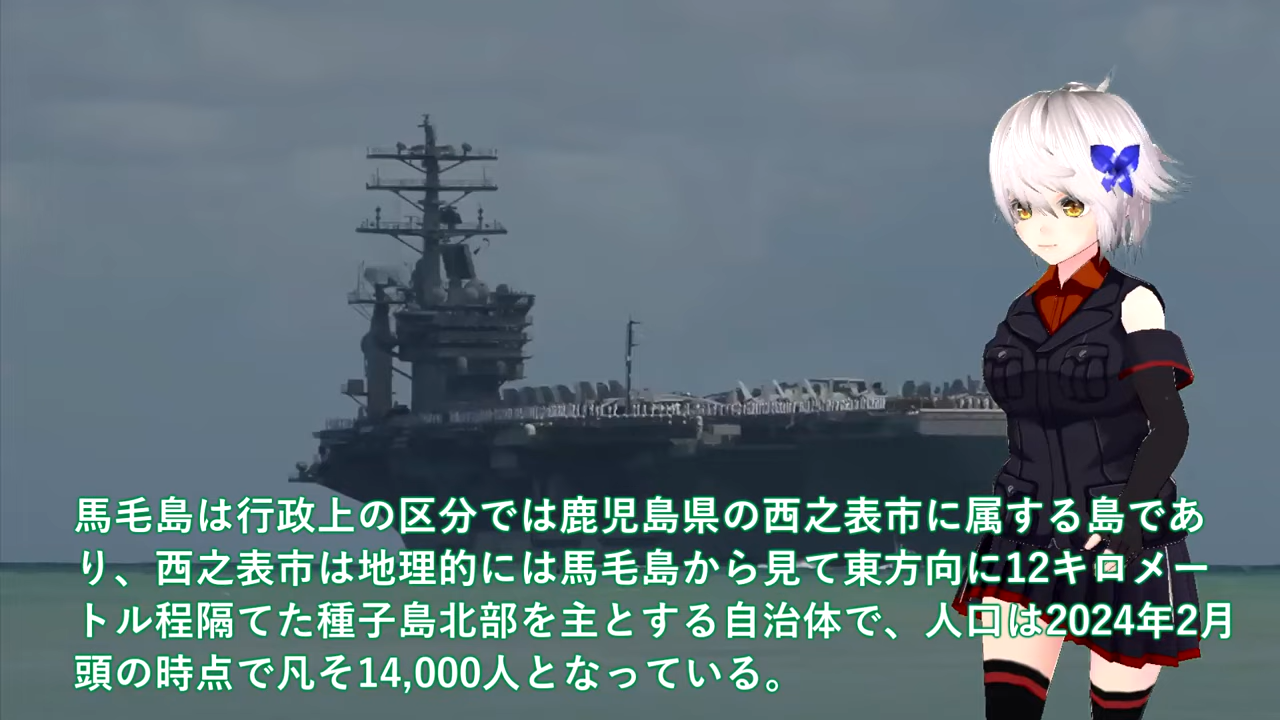 馬毛島は行政上の区分では鹿児島県の西之表市に属する島であ
り、西之表市は地理的には馬毛島から見て東方向に12キロメー
トル程隔てた種子島北部を主とする自治体で、人口は2024年2月
頭の時点で凡そ14,000人となっている。